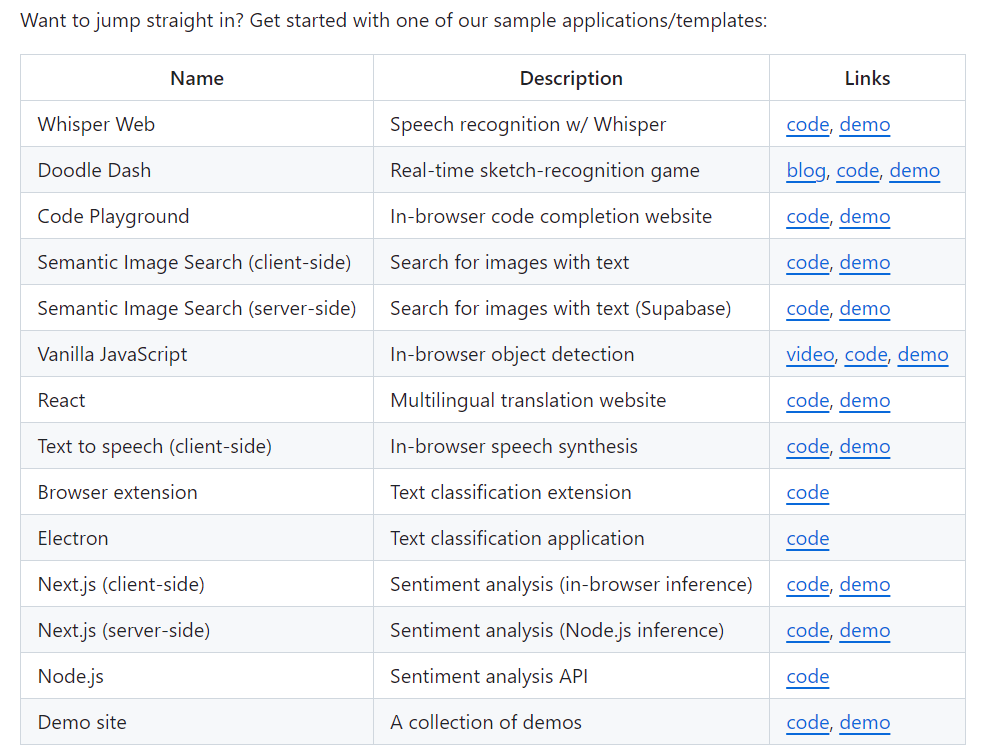 Want to jump straight in? Get started with one of our sample applications/templates:
Name Description Links
Whisper Web Speech recognition w/ Whisper code, demo
Doodle Dash Real-time sketch-recognition game blog, code, demo
Code Playground In-browser code completion website code, demo
Semantic Image Search (client-side) Search for images with text code, demo
Semantic Image Search (server-side) Search for images with text (Supabase) code, demo
Vanilla JavaScript In-browser object detection video, code, demo
React Multilingual translation website code, demo
Text to speech (client-side) In-browser speech synthesis code, demo
Browser extension Text classification extension code
Electron Text classification application code
Next.js (client-side) Sentiment analysis (in-browser inference) code, demo
Next.js (server-side) Sentiment analysis (Node.js inference) code, demo
Node.js Sentiment analysis API code
Demo site A collection of demos code, demo